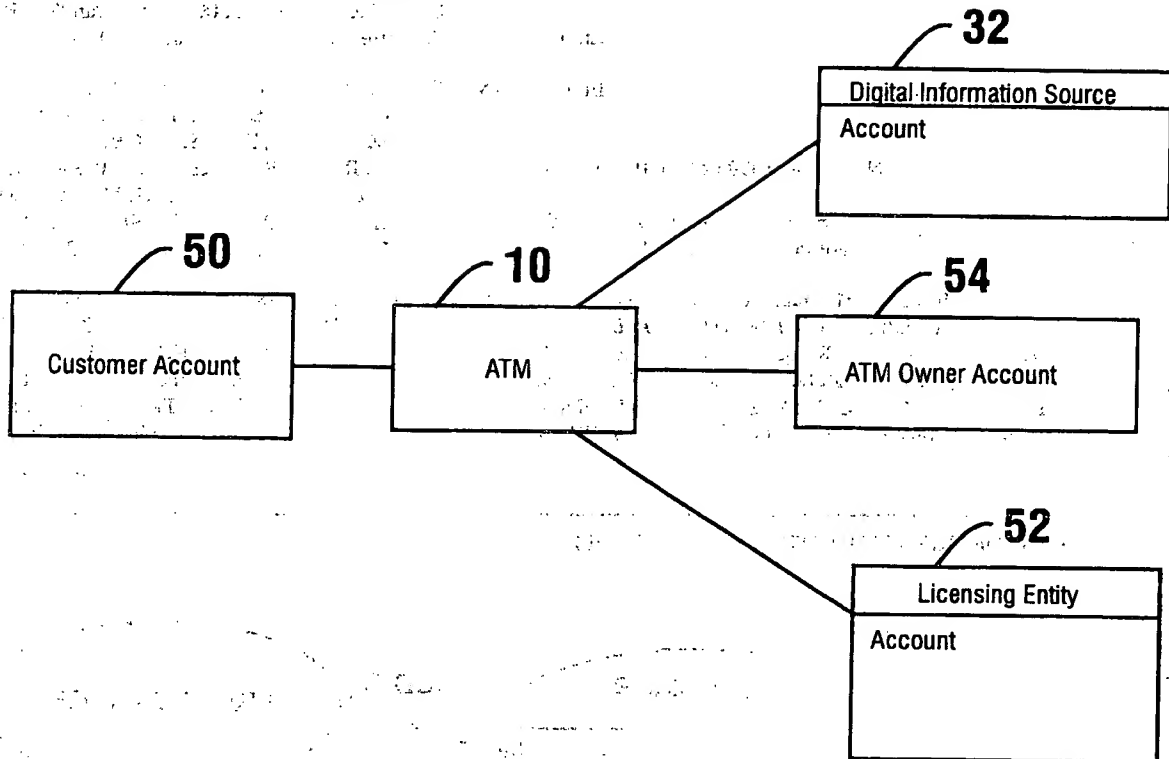 32
Digital Information Source
Account
50
10
54
Customer Account
ATM
ATM Owner Account
52
Licensing Entity
Account